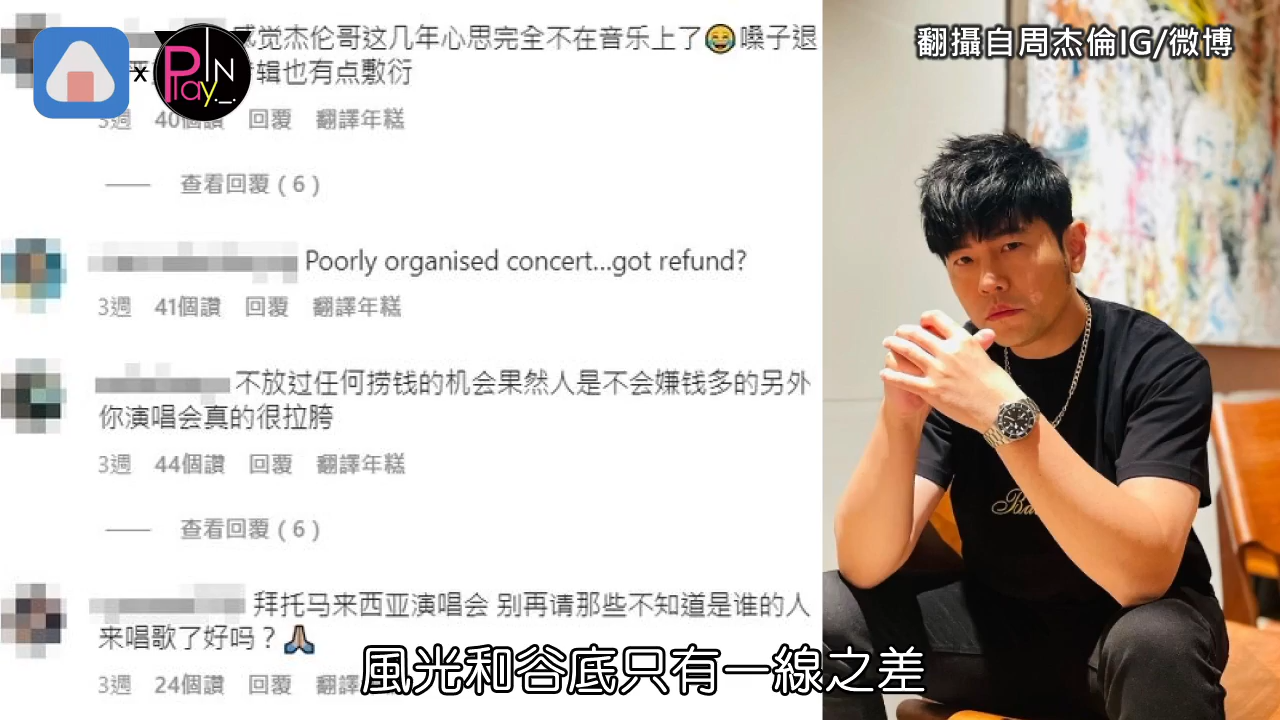 翻攝自周杰倫IG/微博
x
PlayIN
感觉杰伦哥这几年心思完全不在音乐上了😂嗓子退
辑也有点敷衍
3週 40個讚 回覆 翻譯年糕
查看回覆 ( 6 )
Poorly organised concert...got refund?
3週 41個讚 回覆 翻譯年糕
不放过任何捞钱的机会果然人是不会嫌钱多的另外
你演唱会真的很拉胯
3週 44個讚 回覆 翻譯年糕
查看回覆 ( 6 )
拜托马来西亚演唱会 别再请那些不知道是谁的人
来唱歌了好吗？🙏🏽
3週 24個讚 回覆 翻譯
風光和谷底只有一線之差
Ba